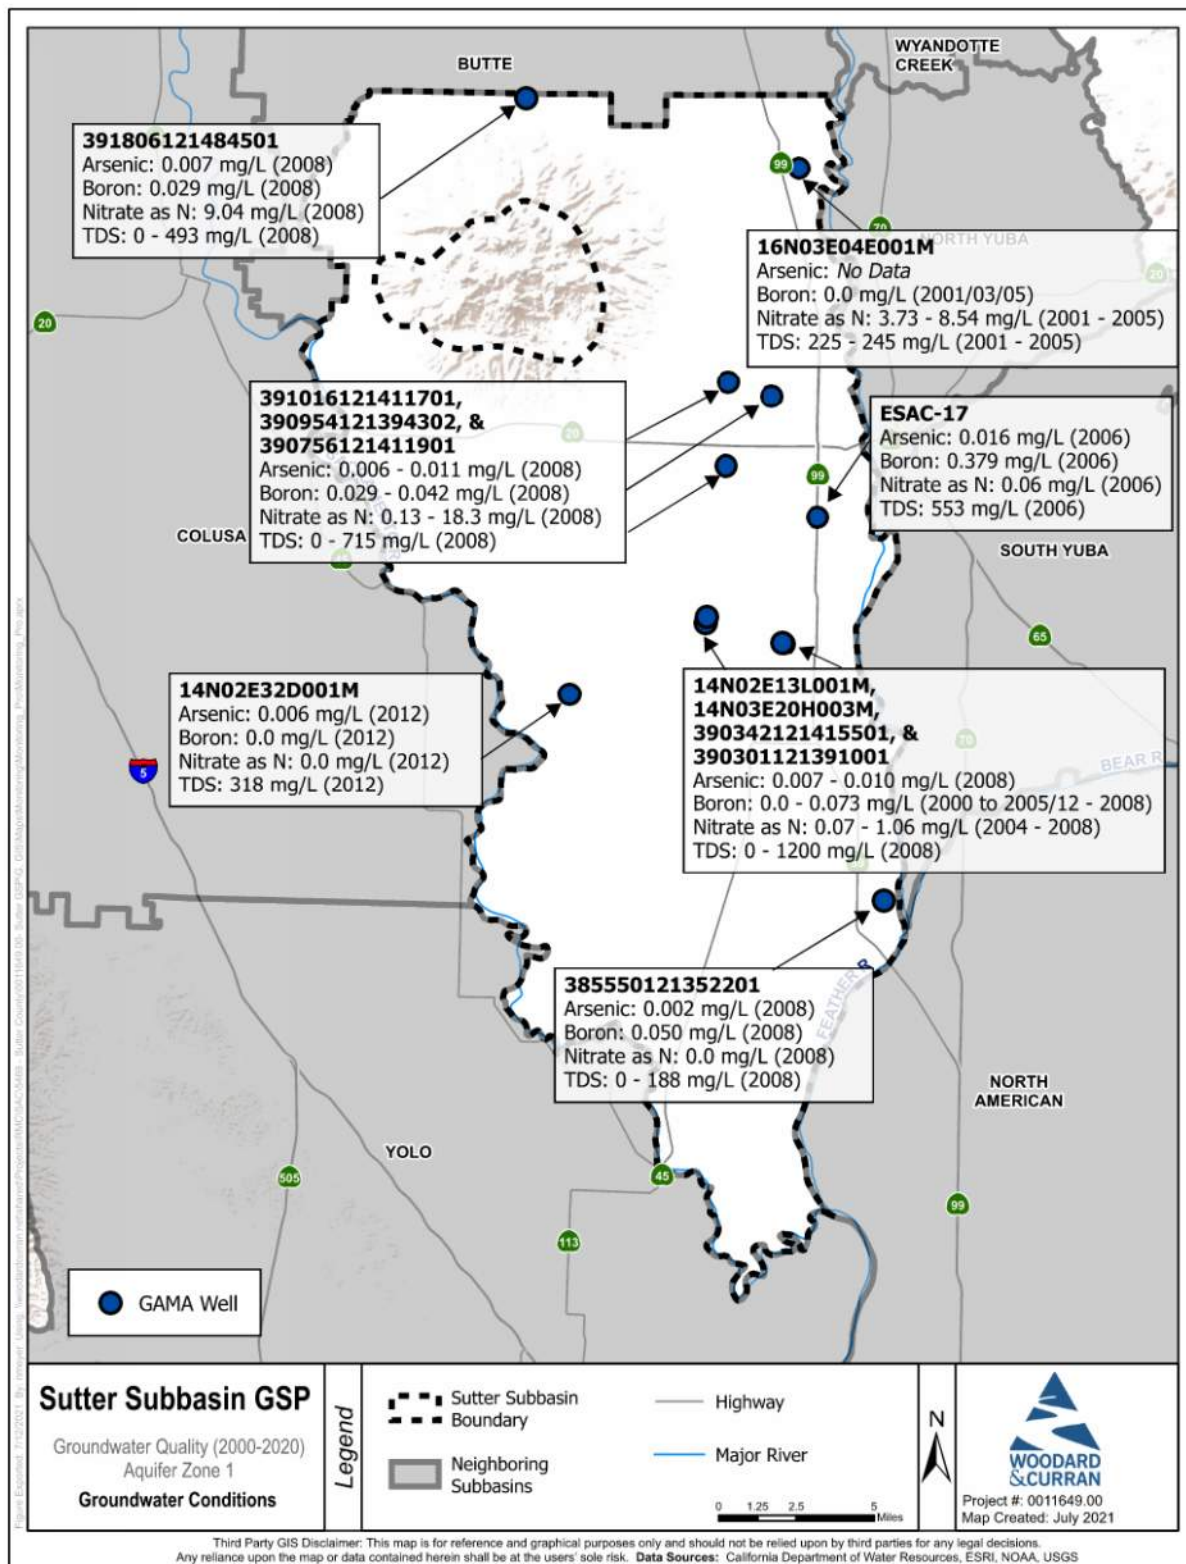 BUTTE
WYANDOTTE
CREEK
391806121484501
Arsenic: 0.007 mg/L (2008)
Boron: 0.029 mg/L (2008)
Nitrate as N: 9.04 mg/L (2008)
TDS: 0 - 493 mg/L (2008)
99
70
NORTH YUBA
20
16N03E04E001M
Arsenic: No Data
Boron: 0.0 mg/L (2001/03/05)
Nitrate as N: 3.73 - 8.54 mg/L (2001 - 2005)
TDS: 225 - 245 mg/L (2001 - 2005)
20
391016121411701,
390954121394302, &
390756121411901
Arsenic: 0.006 - 0.011 mg/L (2008)
Boron: 0.029 - 0.042 mg/L (2008)
Nitrate as N: 0.13 - 18.3 mg/L (2008)
TDS: 0 - 715 mg/L (2008)
20
ESAC-17
Arsenic: 0.016 mg/L (2006)
Boron: 0.379 mg/L (2006)
Nitrate as N: 0.06 mg/L (2006)
TDS: 553 mg/L (2006)
99
COLUSA
45
SOUTH YUBA
65
14N02E32D001M
Arsenic: 0.006 mg/L (2012)
Boron: 0.0 mg/L (2012)
Nitrate as N: 0.0 mg/L (2012)
TDS: 318 mg/L (2012)
14N02E13L001M,
14N03E20H003M,
390342121415501, &
390301121391001
Arsenic: 0.007 - 0.010 mg/L (2008)
Boron: 0.0 - 0.073 mg/L (2000 to 2005/12 - 2008)
Nitrate as N: 0.07 - 1.06 mg/L (2004 - 2008)
TDS: 0 - 1200 mg/L (2008)
5
70
BEAR R
385550121352201
Arsenic: 0.002 mg/L (2008)
Boron: 0.050 mg/L (2008)
Nitrate as N: 0.0 mg/L (2008)
TDS: 0 - 188 mg/L (2008)
FEATHER R
NORTH
AMERICAN
YOLO
505
45
99
113
GAMA Well
Sutter Subbasin GSP
Groundwater Quality (2000-2020)
Aquifer Zone 1
Groundwater Conditions
Legend
Sutter Subbasin
Boundary
Neighboring
Subbasins
Highway
Major River
0 1.25 2.5 5
Miles
N
WOODARD
&CURRAN
Project #: 0011649.00
Map Created: July 2021
Third Party GIS Disclaimer: This map is for reference and graphical purposes only and should not be relied upon by third parties for any legal decisions.
Any reliance upon the map or data contained herein shall be at the users' sole risk. Data Sources: California Department of Water Resources, ESRI, NOAA, USGS